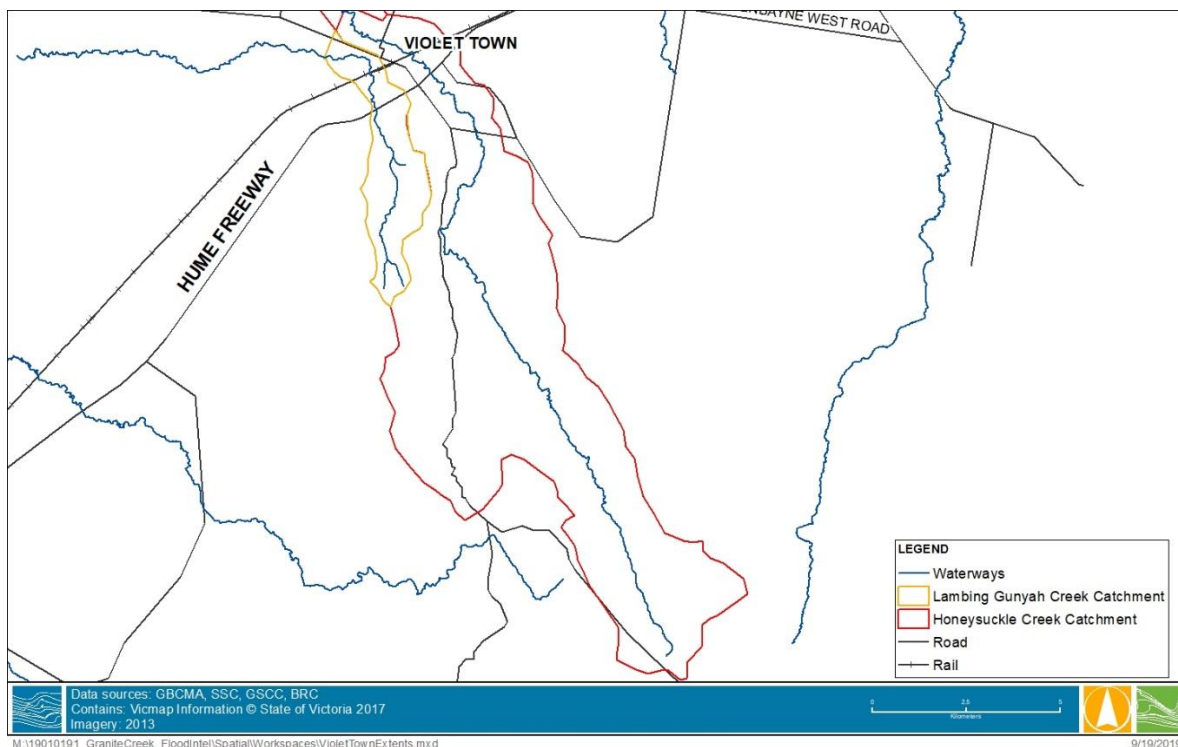 VIOLET TOWN
WEST ROAD
HUME FREEWAY
LEGEND
Waterways
Lambing Gunyah Creek Catchment
Honeysuckle Creek Catchment
Road
Rail
Data sources: GBCMA, SSC, GSCC, BRC
Contains: Vicmap Information © State of Victoria 2017
Imagery: 2013
0 2.5 5
Kilometers
M:\19010191_GraniteCreek_FloodIntel\Spatial\Workspaces\VioletTownExtents.mxd
9/19/2019